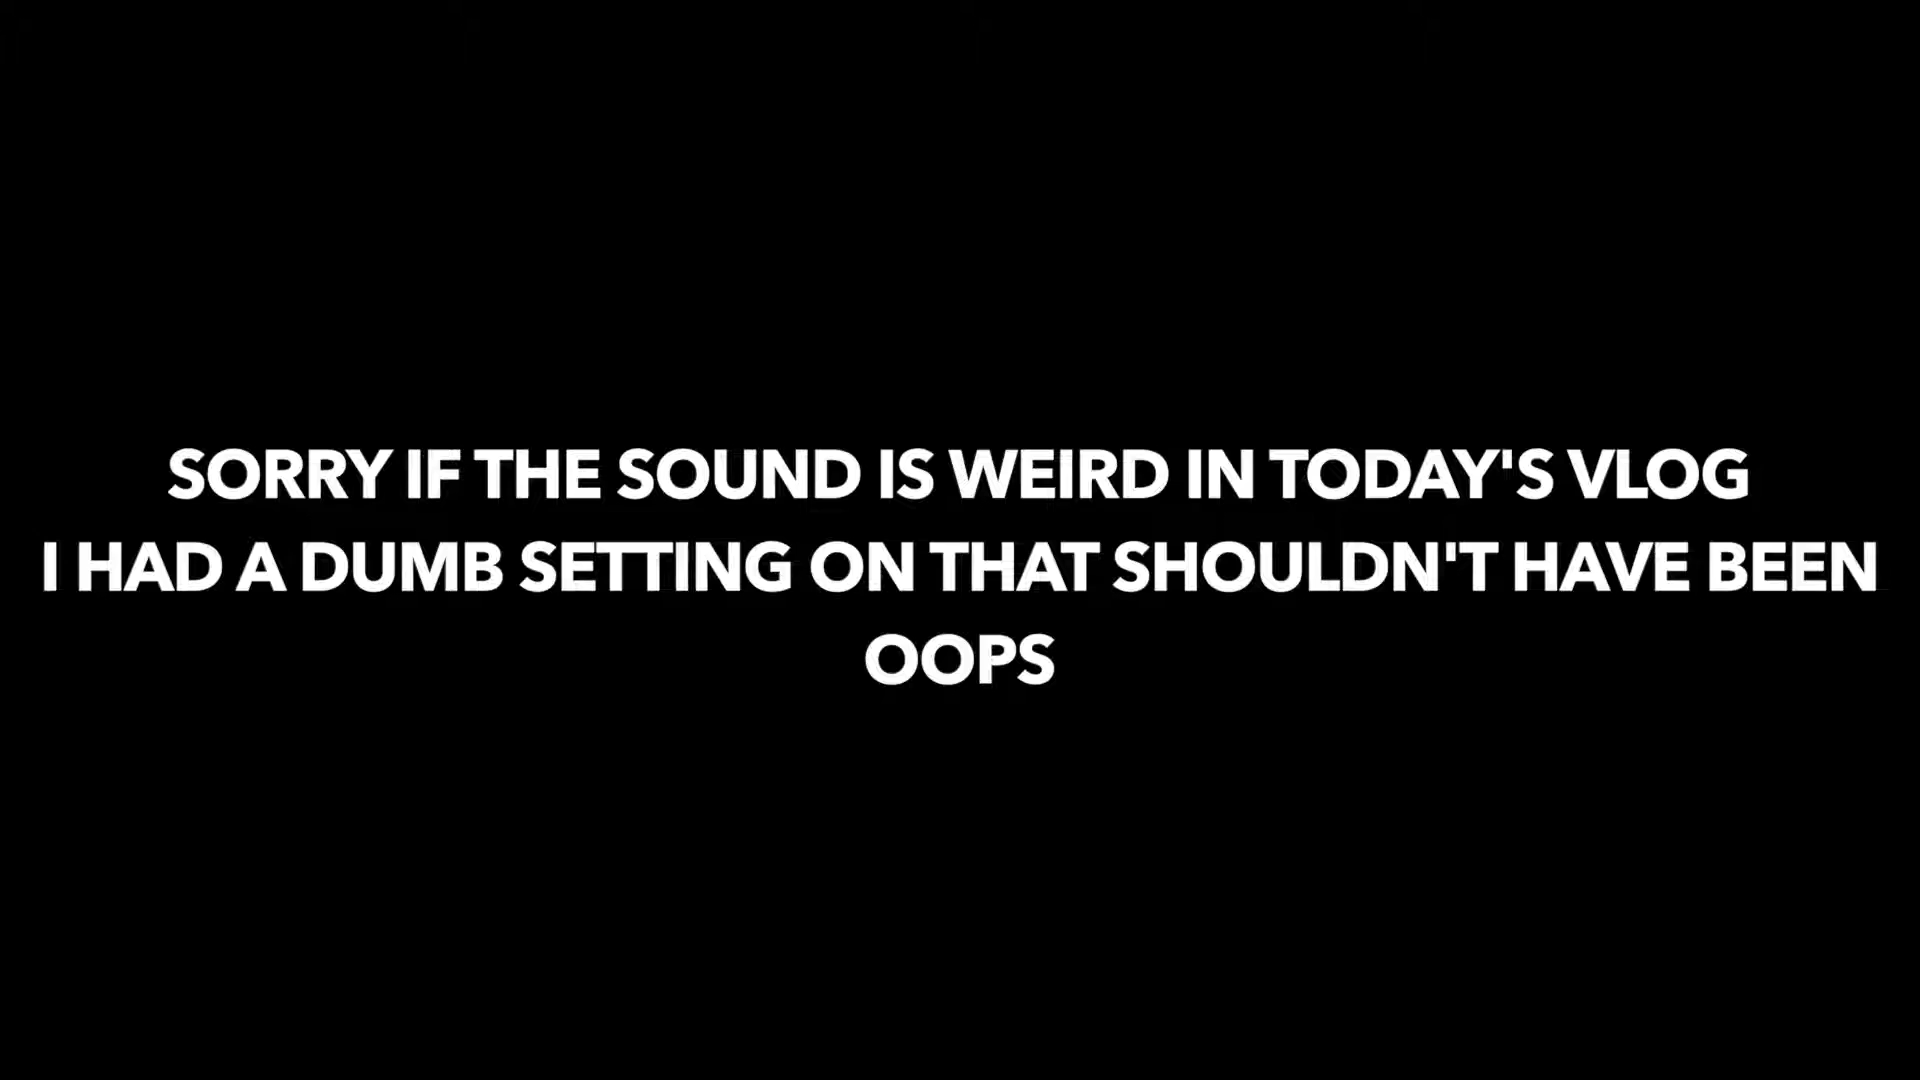 SORRY IF THE SOUND IS WEIRD IN TODAY'S VLOG
I HAD A DUMB SETTING ON THAT SHOULDN'T HAVE BEEN
OOPS